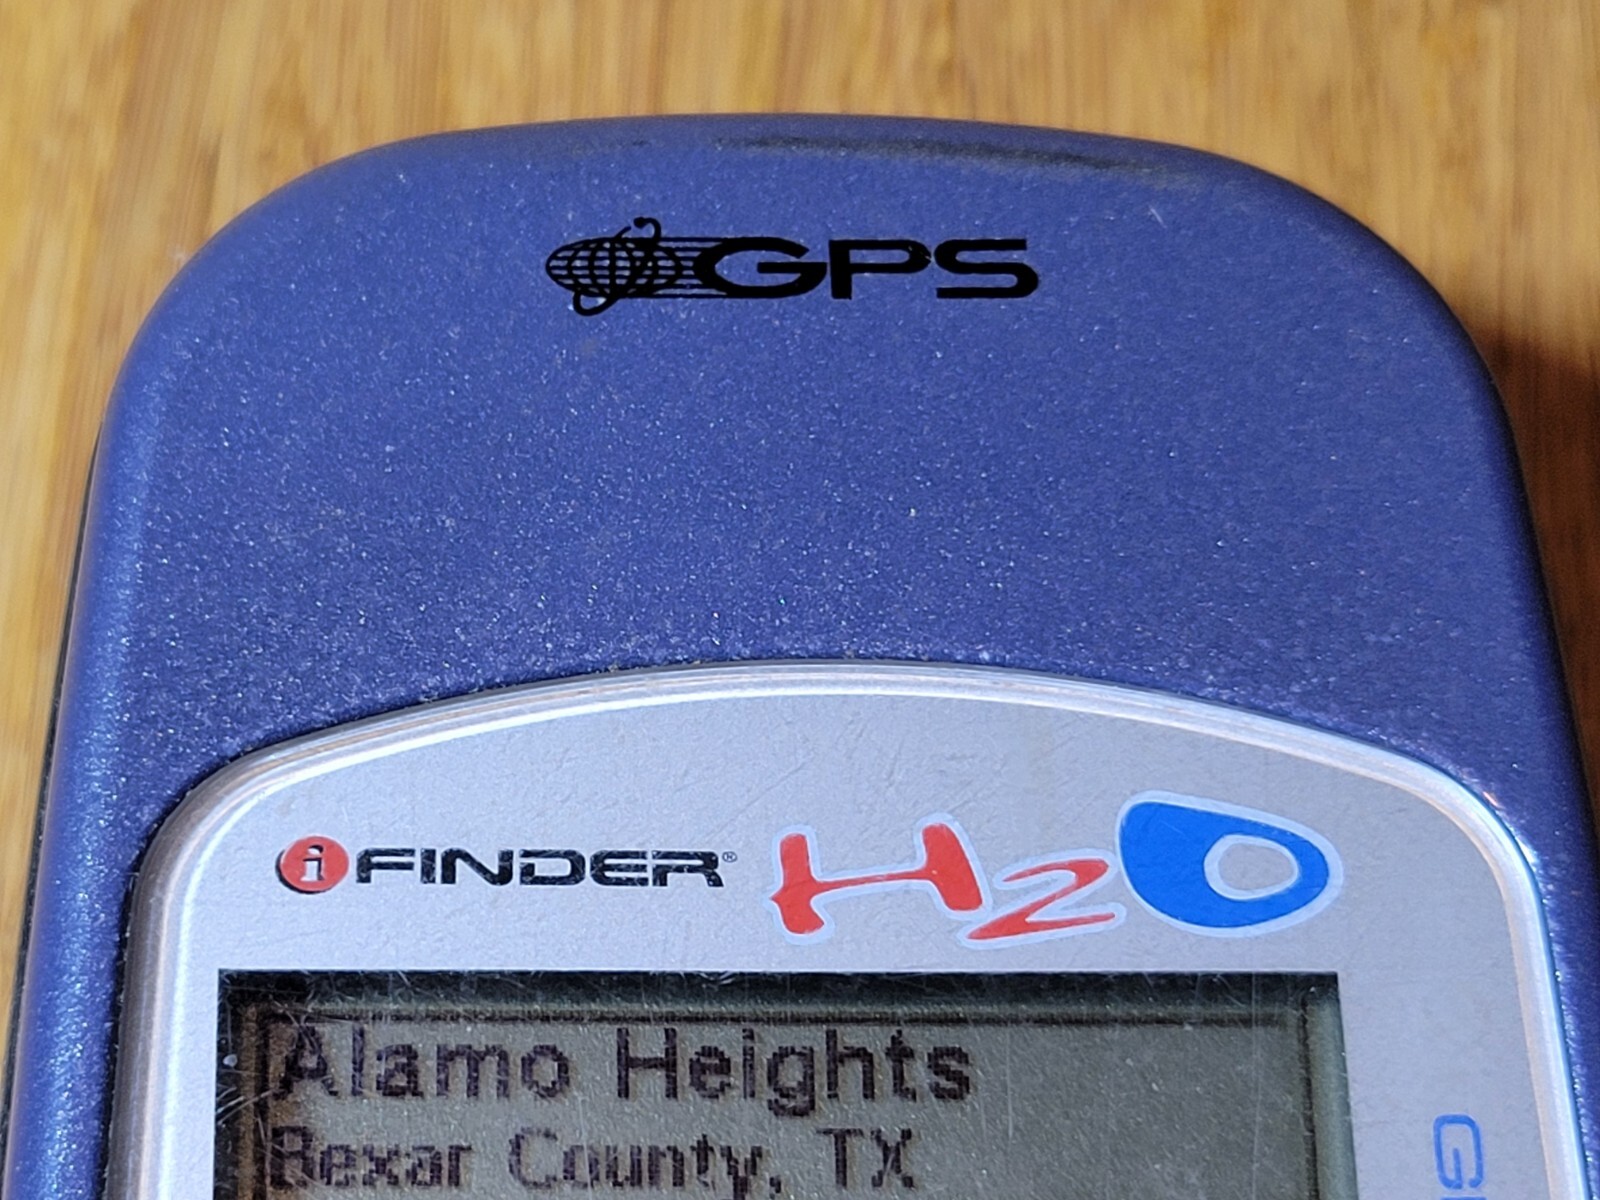 GPS
iFINDER® H2O
Alamo Heights
Bexar County, TX
G